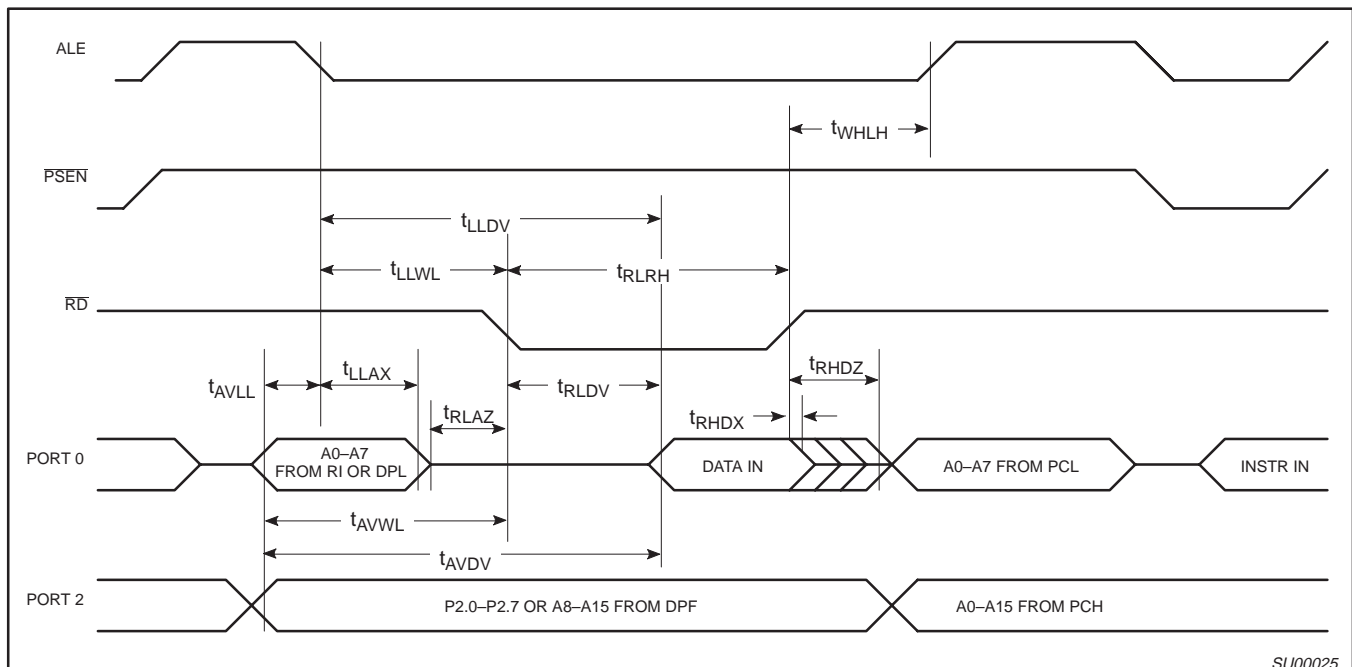 ALE
tWHLH
PSEN
tLLDV
tLLWL
tRLRH
RD
tAVLL
tLLAX
tRLAZ
tRLDV
tRHDZ
tRHDX
PORT 0
A0–A7
FROM RI OR DPL
DATA IN
A0–A7 FROM PCL
INSTR IN
tAVWL
tAVDV
PORT 2
P2.0–P2.7 OR A8–A15 FROM DPF
A0–A15 FROM PCH
SU00025